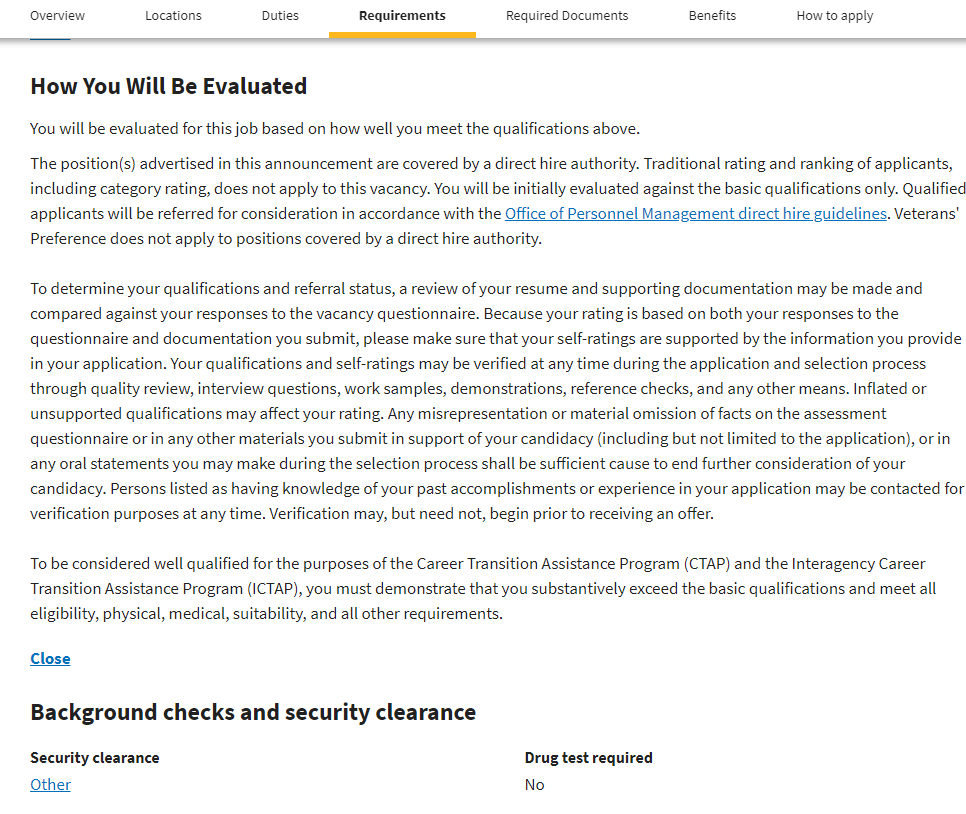 Overview Locations Duties Requirements Required Documents Benefits How to apply
How You Will Be Evaluated
You will be evaluated for this job based on how well you meet the qualifications above.
The position(s) advertised in this announcement are covered by a direct hire authority. Traditional rating and ranking of applicants,
including category rating, does not apply to this vacancy. You will be initially evaluated against the basic qualifications only. Qualified
applicants will be referred for consideration in accordance with the Office of Personnel Management direct hire guidelines. Veterans'
Preference does not apply to positions covered by a direct hire authority.
To determine your qualifications and referral status, a review of your resume and supporting documentation may be made and
compared against your responses to the vacancy questionnaire. Because your rating is based on both your responses to the
questionnaire and documentation you submit, please make sure that your self-ratings are supported by the information you provide
in your application. Your qualifications and self-ratings may be verified at any time during the application and selection process
through quality review, interview questions, work samples, demonstrations, reference checks, and any other means. Inflated or
unsupported qualifications may affect your rating. Any misrepresentation or material omission of facts on the assessment
questionnaire or in any other materials you submit in support of your candidacy (including but not limited to the application), or in
any oral statements you may make during the selection process shall be sufficient cause to end further consideration of your
candidacy. Persons listed as having knowledge of your past accomplishments or experience in your application may be contacted for
verification purposes at any time. Verification may, but need not, begin prior to receiving an offer.
To be considered well qualified for the purposes of the Career Transition Assistance Program (CTAP) and the Interagency Career
Transition Assistance Program (ICTAP), you must demonstrate that you substantively exceed the basic qualifications and meet all
eligibility, physical, medical, suitability, and all other requirements.
Close
Background checks and security clearance
Security clearance Drug test required
Other No